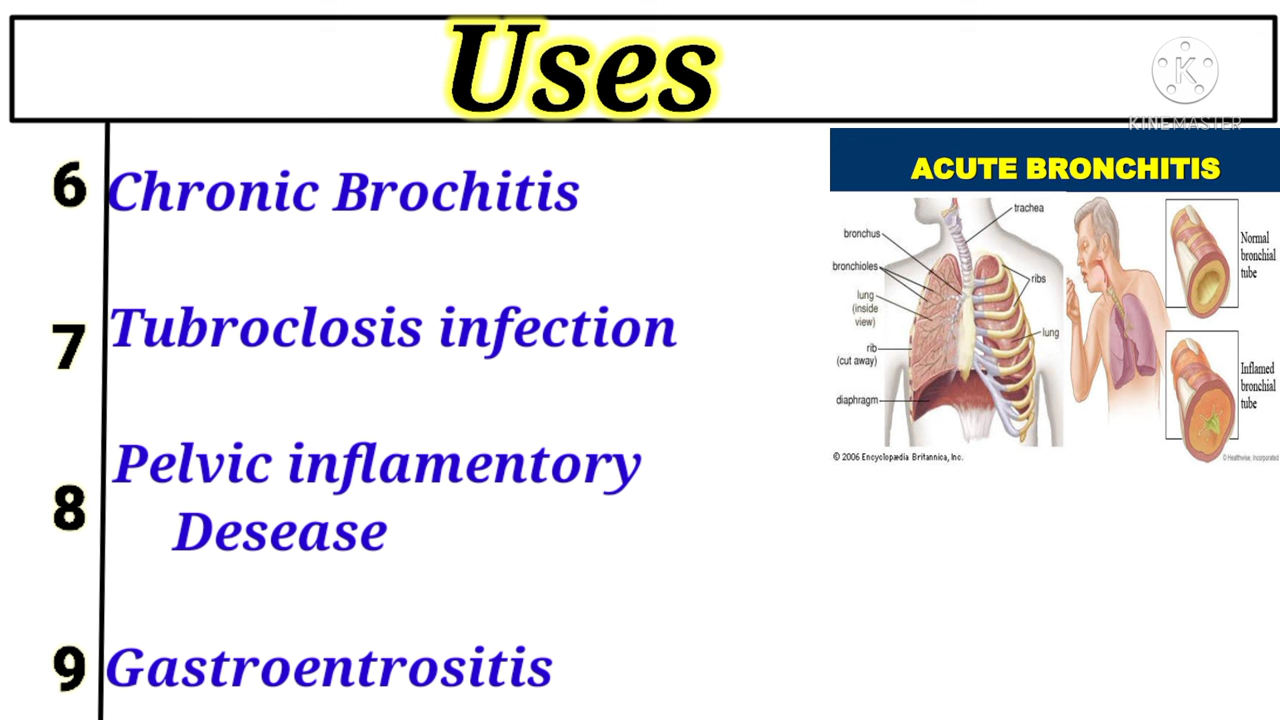 Uses
K
KINEMASTER
6 Chronic Brochitis
7 Tubroclosis infection
8 Pelvic inflamentory
Desease
9 Gastroentrositis
ACUTE BRONCHITIS
trachea
bronchus
bronchioles
ribs
lung
(inside
view)
lung
rib
(cut away)
diaphragm
© 2006 Encyclopædia Britannica, Inc.
Normal
bronchial
tube
Inflamed
bronchial
tube
© Healthwise, Incorporated